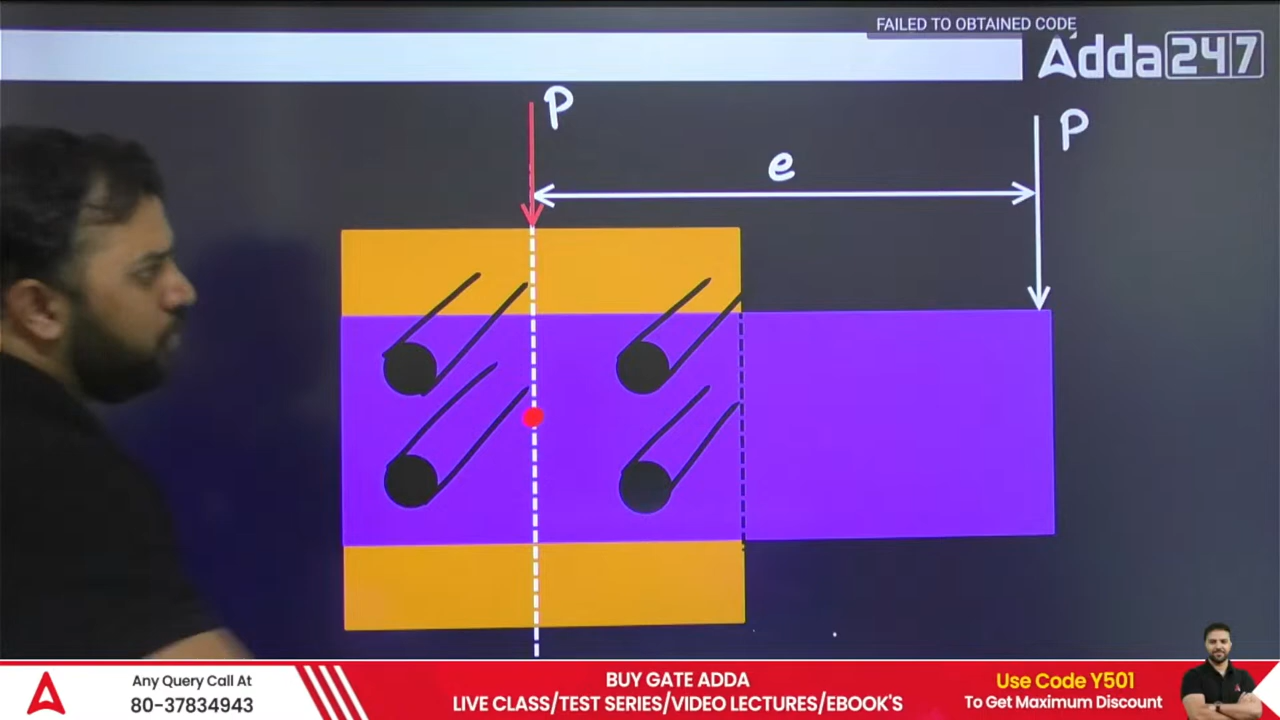 FAILED TO OBTAINED CODE
Adda247
P
P
e
Any Query Call At
80-37834943
BUY GATE ADDA
LIVE CLASS/TEST SERIES/VIDEO LECTURES/EBOOK'S
Use Code Y501
To Get Maximum Discount